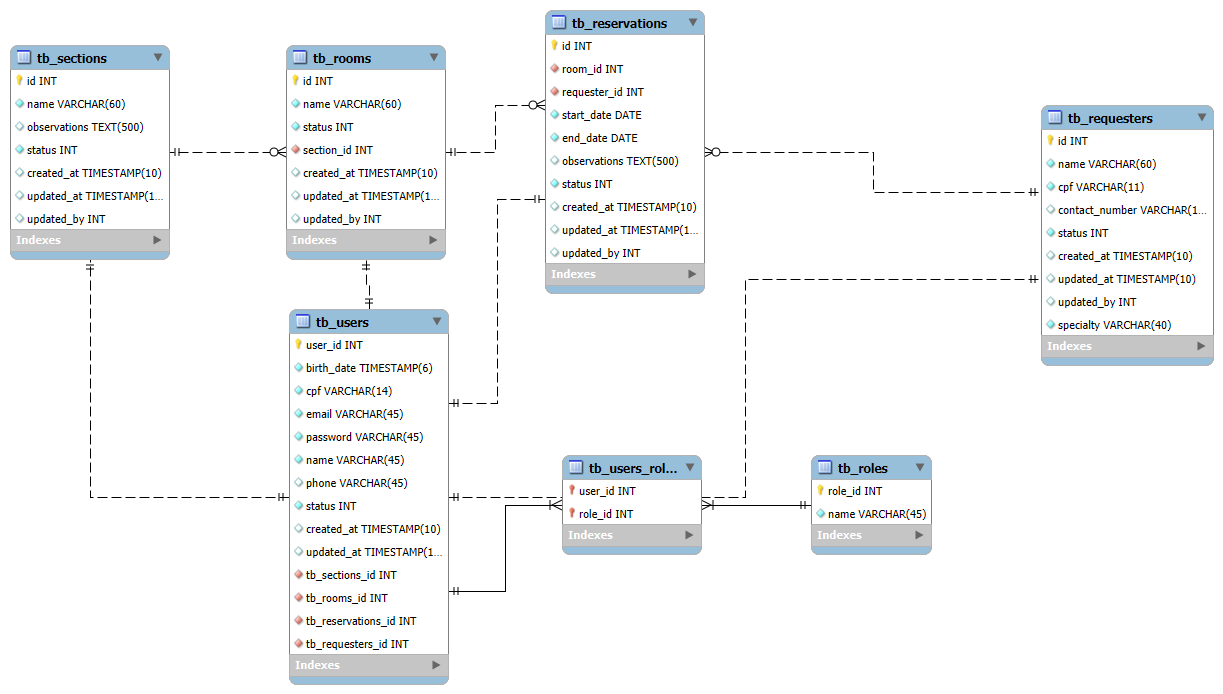 tb_sections
id INT
name VARCHAR(60)
observations TEXT(500)
status INT
created_at TIMESTAMP(10)
updated_at TIMESTAMP(1...
updated_by INT
Indexes
tb_rooms
id INT
name VARCHAR(60)
status INT
section_id INT
created_at TIMESTAMP(10)
updated_at TIMESTAMP(1...
updated_by INT
Indexes
tb_reservations
id INT
room_id INT
requester_id INT
start_date DATE
end_date DATE
observations TEXT(500)
status INT
created_at TIMESTAMP(10)
updated_at TIMESTAMP(1...
updated_by INT
Indexes
tb_requesters
id INT
name VARCHAR(60)
cpf VARCHAR(11)
contact_number VARCHAR(1...
status INT
created_at TIMESTAMP(10)
updated_at TIMESTAMP(10)
updated_by INT
specialty VARCHAR(40)
Indexes
tb_users
user_id INT
birth_date TIMESTAMP(6)
cpf VARCHAR(14)
email VARCHAR(45)
password VARCHAR(45)
name VARCHAR(45)
phone VARCHAR(45)
status INT
created_at TIMESTAMP(10)
updated_at TIMESTAMP(1...
tb_sections_id INT
tb_rooms_id INT
tb_reservations_id INT
tb_requesters_id INT
Indexes
tb_users_rol...
user_id INT
role_id INT
Indexes
tb_roles
role_id INT
name VARCHAR(45)
Indexes